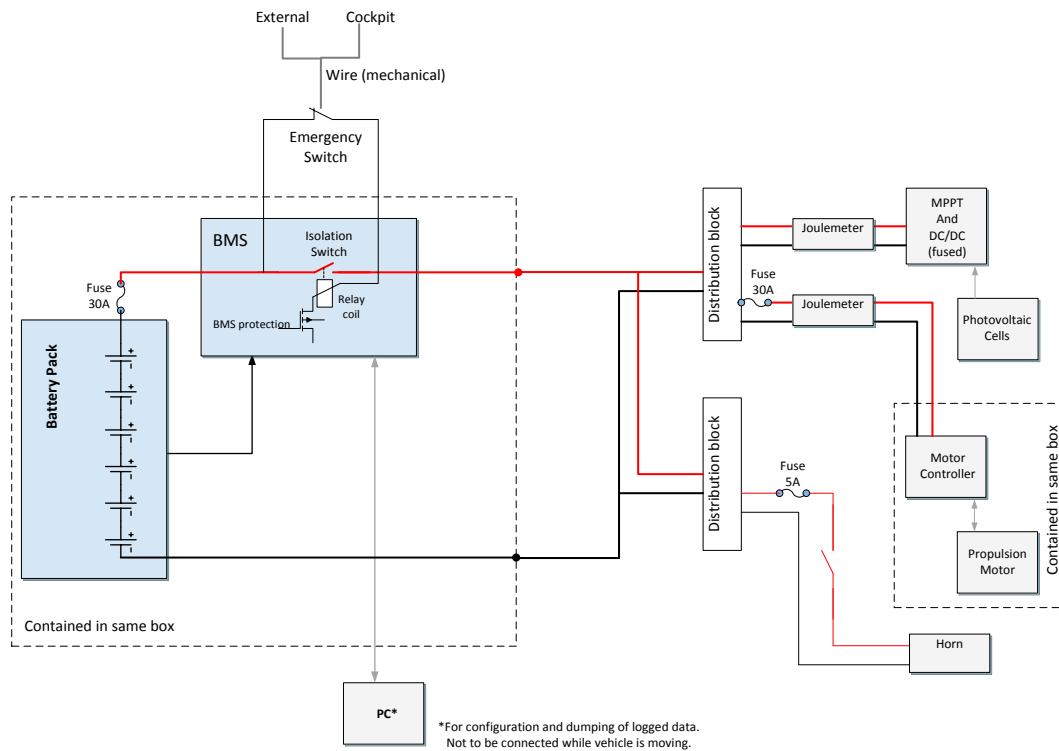 External
Cockpit
Wire (mechanical)
Emergency
Switch
BMS
Isolation
Switch
Relay
coil
BMS protection
Fuse
30A
Battery Pack
+
-
+
-
+
-
+
-
+
-
+
-
Contained in same box
PC*
*For configuration and dumping of logged data.
Not to be connected while vehicle is moving.
Distribution block
Joulemeter
MPPT
And
DC/DC
(fused)
Fuse
30A
Joulemeter
Photovoltaic
Cells
Distribution block
Fuse
5A
Motor
Controller
Propulsion
Motor
Contained in same box
Horn